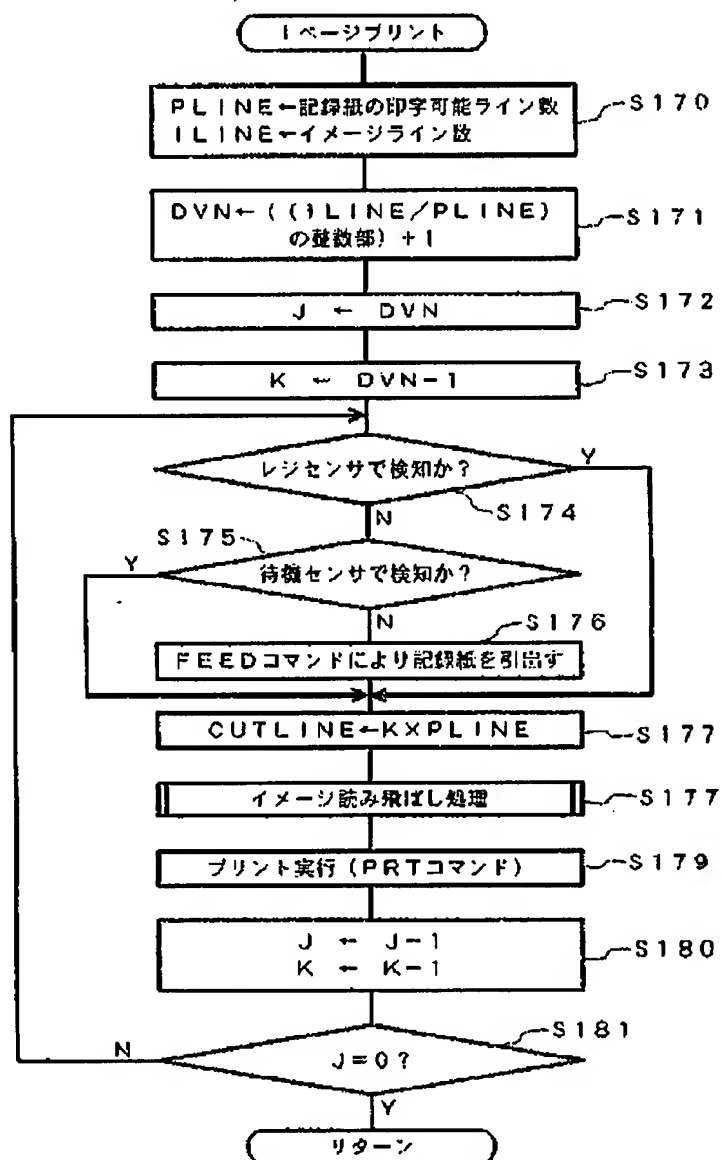 1ページプリント
PLINE←記録紙の印字可能ライン数
ILINE←イメージライン数
S170
DVN←((ILINE/PLINE)
の整数部)+1
S171
J ← DVN
S172
K ← DVN-1
S173
レジセンサで検知か?
Y
S174
N
S175
Y
待機センサで検知か?
N
S176
FEEDコマンドにより記録紙を引出す
CUTLINE←K×PLINE
S177
イメージ読み飛ばし処理
S177
プリント実行(PRTコマンド)
S179
J ← J-1
K ← K-1
S180
S181
N
J=0?
Y
リターン